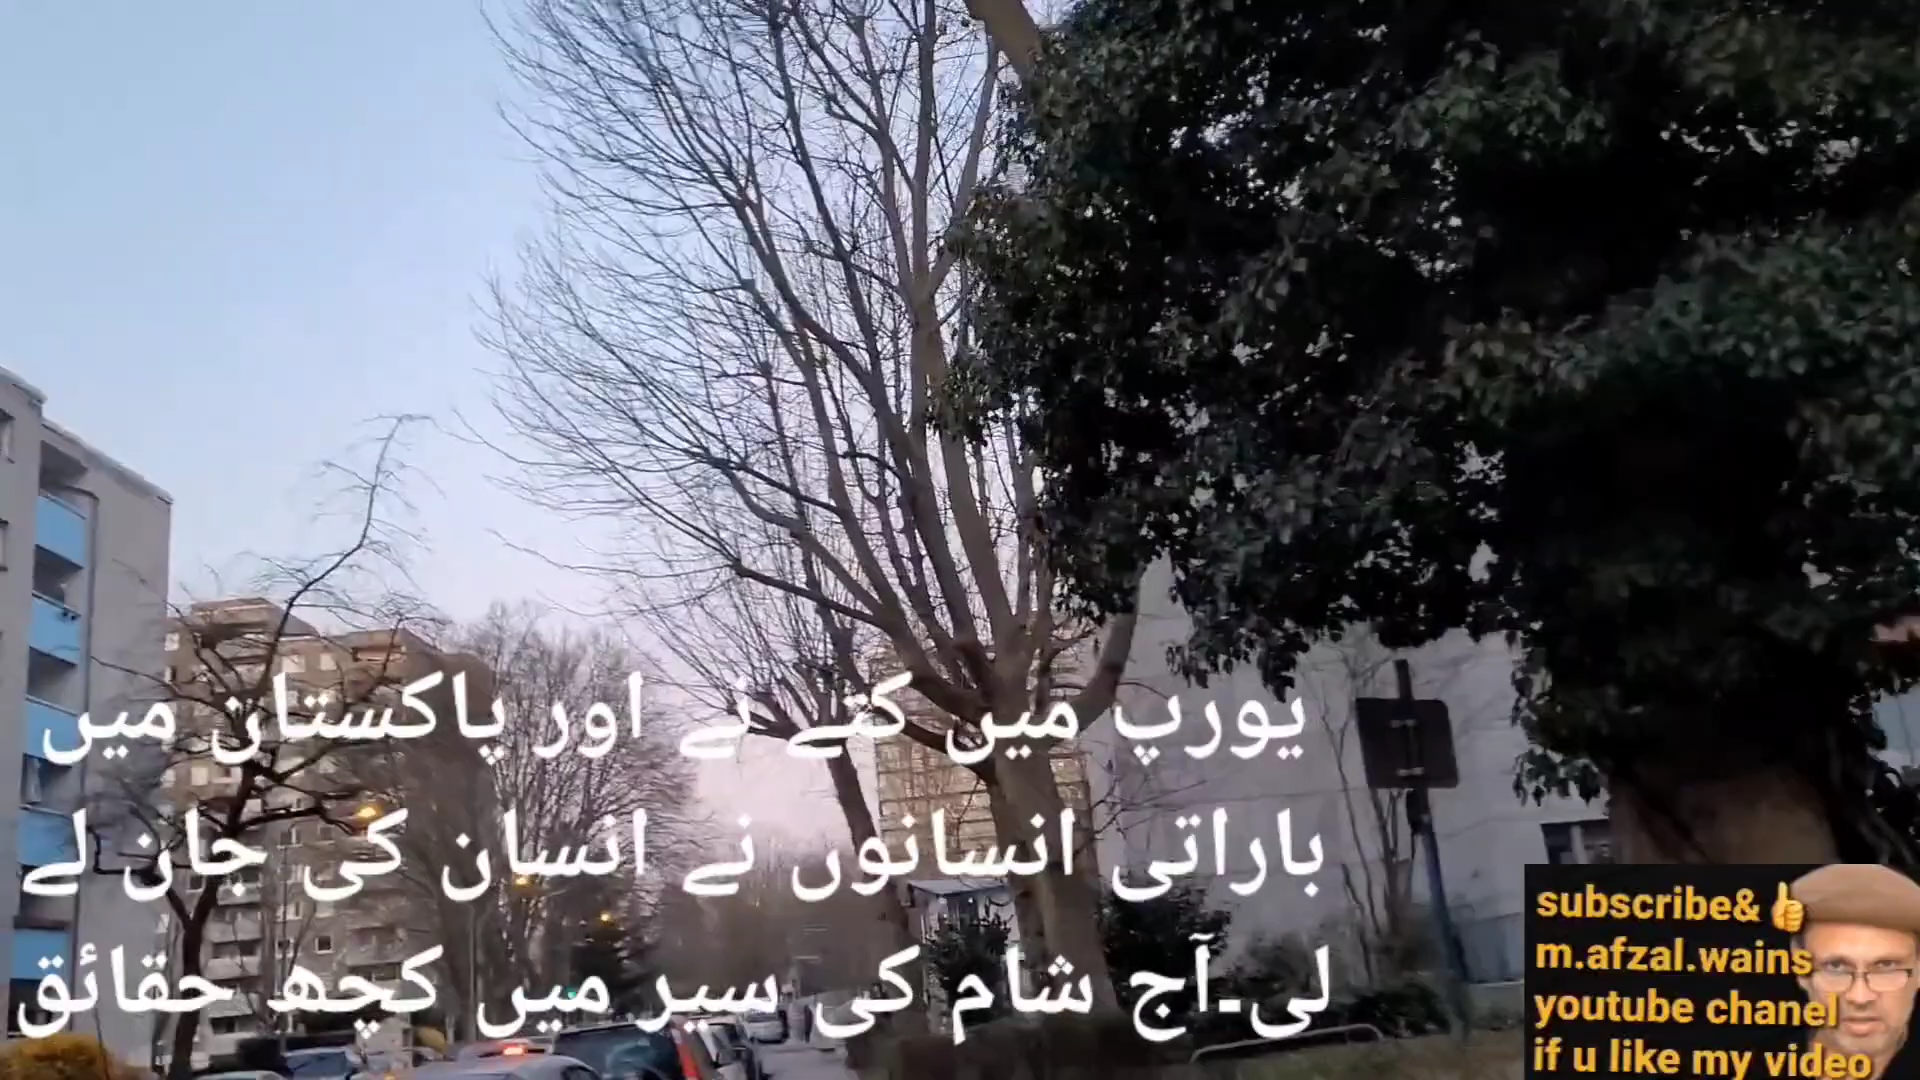 یورپ میں کتے نے اور پاکستان میں
باراتی انسانوں نے انسان کی جان لے
لی۔آج شام کی سیر میں کچھ حقائق
subscribe&👍
m.afzal.wains
youtube chanel
if u like my video